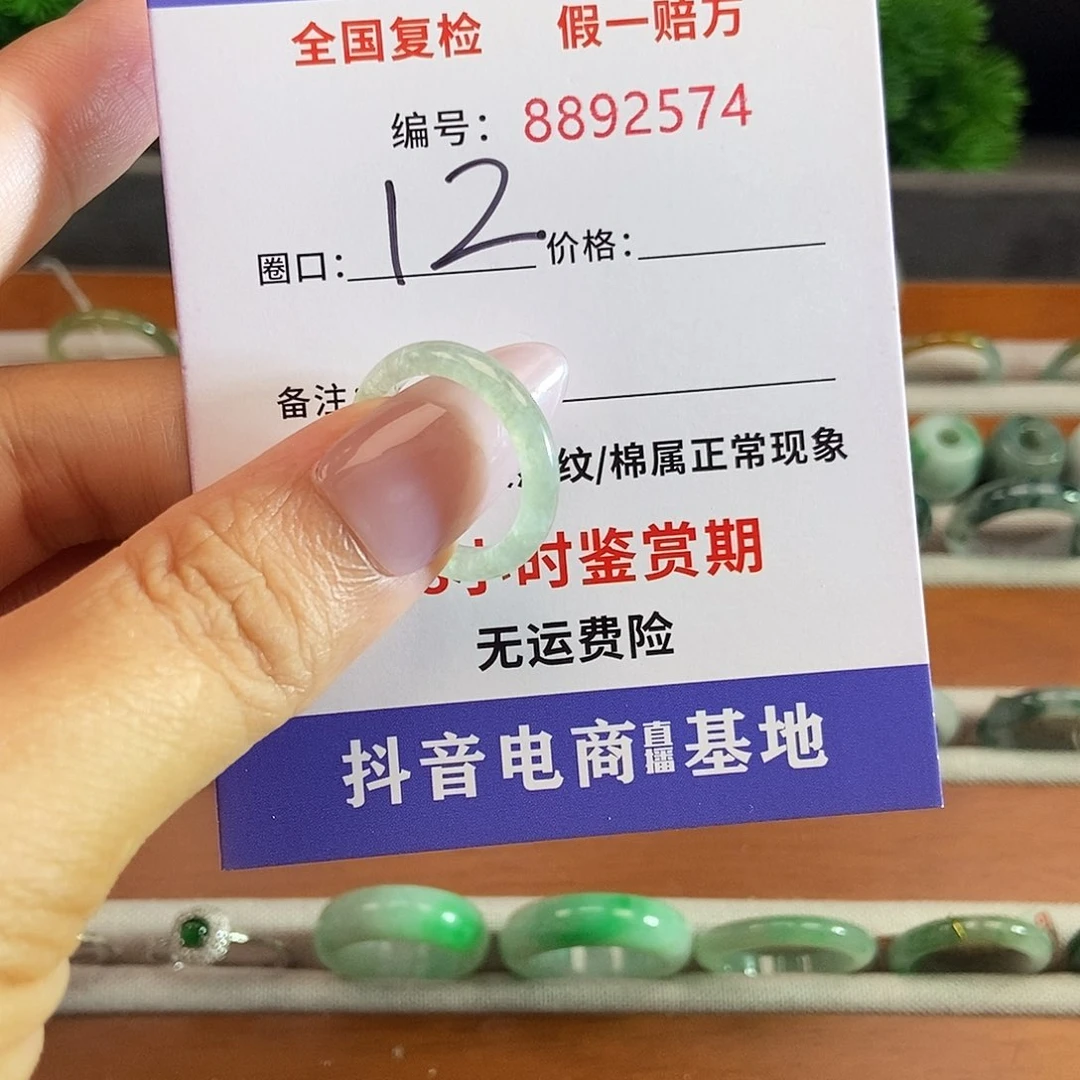 全国复检 假一赔万
编号：8892574
圈口：12 价格：
备注
纹/棉属正常现象
小时鉴赏期
无运费险
抖音电商直播基地